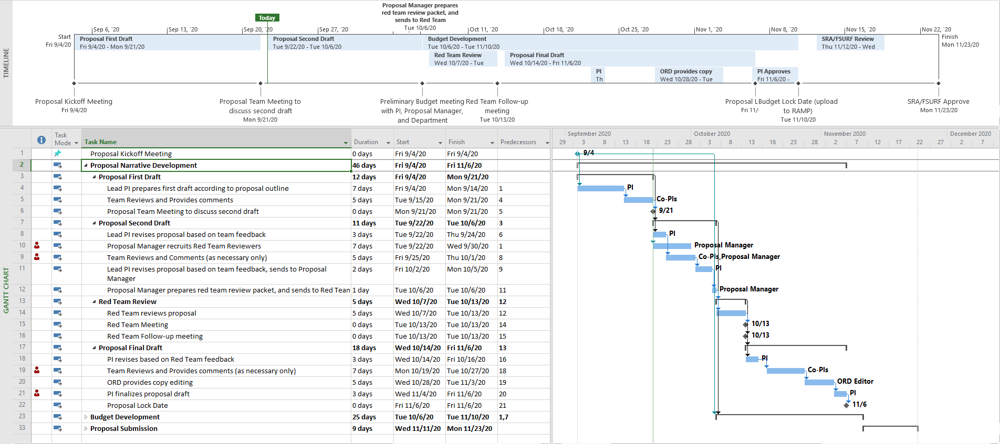 TIMELINE
Proposal Manager prepares
red team review packet, and
sends to Red Team
Tue 10/6/20
Today
Sep 6, '20 Sep 13, '20 Sep 20, '20 Sep 27, '20 Oct 11, '20 Oct 18, '20 Oct 25, '20 Nov 1, '20 Nov 8, '20 Nov 15, '20 Nov 22, '20
Start
Fri 9/4/20
Finish
Mon 11/23/20
Proposal First Draft
Fri 9/4/20 - Mon 9/21/20
Proposal Second Draft
Tue 9/22/20 - Tue 10/6/20
Budget Development
Tue 10/6/20 - Tue 11/10/20
SRA/FSURF Review
Thu 11/12/20 - Wed
Red Team Review
Wed 10/7/20 - Tue
Proposal Final Draft
Wed 10/14/20 - Fri 11/6/20
PI
Th
ORD provides copy
Wed 10/28/20 - Tue
PI Approves
Fri 11/6/20 -
Proposal Kickoff Meeting
Fri 9/4/20
Proposal Team Meeting to
discuss second draft
Mon 9/21/20
Preliminary Budget meeting
with PI, Proposal Manager,
and Department
Red Team Follow-up
meeting
Tue 10/13/20
Proposal L
Fri 11/
Budget Lock Date (upload
to RAMP)
Tue 11/10/20
SRA/FSURF Approve
Mon 11/23/20
GANTT CHART
Task Mode Task Name Duration Start Finish Predecessors
September 2020 October 2020 November 2020 December 2020
29 3 8 13 18 23 28 3 8 13 18 23 28 2 7 12 17 22 27 2 7
1 Proposal Kickoff Meeting 0 days Fri 9/4/20 Fri 9/4/20 9/4
2 Proposal Narrative Development 46 days Fri 9/4/20 Fri 11/6/20
3 Proposal First Draft 12 days Fri 9/4/20 Mon 9/21/20
4 Lead PI prepares first draft according to proposal outline 7 days Fri 9/4/20 Mon 9/14/20 1 PI
5 Team Reviews and Provides comments 5 days Tue 9/15/20 Mon 9/21/20 4 Co-PIs
6 Proposal Team Meeting to discuss second draft 0 days Mon 9/21/20 Mon 9/21/20 5 9/21
7 Proposal Second Draft 11 days Tue 9/22/20 Tue 10/6/20 3
8 Lead PI revises proposal based on team feedback 3 days Tue 9/22/20 Thu 9/24/20 6 PI
10 Proposal Manager recruits Red Team Reviewers 7 days Tue 9/22/20 Wed 9/30/20 1 Proposal Manager
9 Team Reviews and Comments (as necessary only) 5 days Fri 9/25/20 Thu 10/1/20 8 Co-PIs,Proposal Manager
11 Lead PI revises proposal based on team feedback, sends to Proposal 2 days Fri 10/2/20 Mon 10/5/20 9 PI
Manager
12 Proposal Manager prepares red team review packet, and sends to Red Team 1 day Tue 10/6/20 Tue 10/6/20 11 Proposal Manager
13 Red Team Review 5 days Wed 10/7/20 Tue 10/13/20 12
14 Red Team reviews proposal 5 days Wed 10/7/20 Tue 10/13/20 12
15 Red Team Meeting 0 days Tue 10/13/20 Tue 10/13/20 14 10/13
16 Red Team Follow-up meeting 0 days Tue 10/13/20 Tue 10/13/20 15 10/13
17 Proposal Final Draft 18 days Wed 10/14/20 Fri 11/6/20 13
18 PI revises based on Red Team feedback 3 days Wed 10/14/20 Fri 10/16/20 16 PI
19 Team Reviews and Provides comments (as necessary only) 7 days Mon 10/19/20 Tue 10/27/20 18 Co-PIs
20 ORD provides copy editing 5 days Wed 10/28/20 Tue 11/3/20 19 ORD Editor
21 PI finalizes proposal draft 3 days Wed 11/4/20 Fri 11/6/20 20 PI
22 Proposal Lock Date 0 days Fri 11/6/20 Fri 11/6/20 21 11/6
23 Budget Development 25 days Tue 10/6/20 Tue 11/10/20 1,7
33 Proposal Submission 9 days Wed 11/11/20 Mon 11/23/20